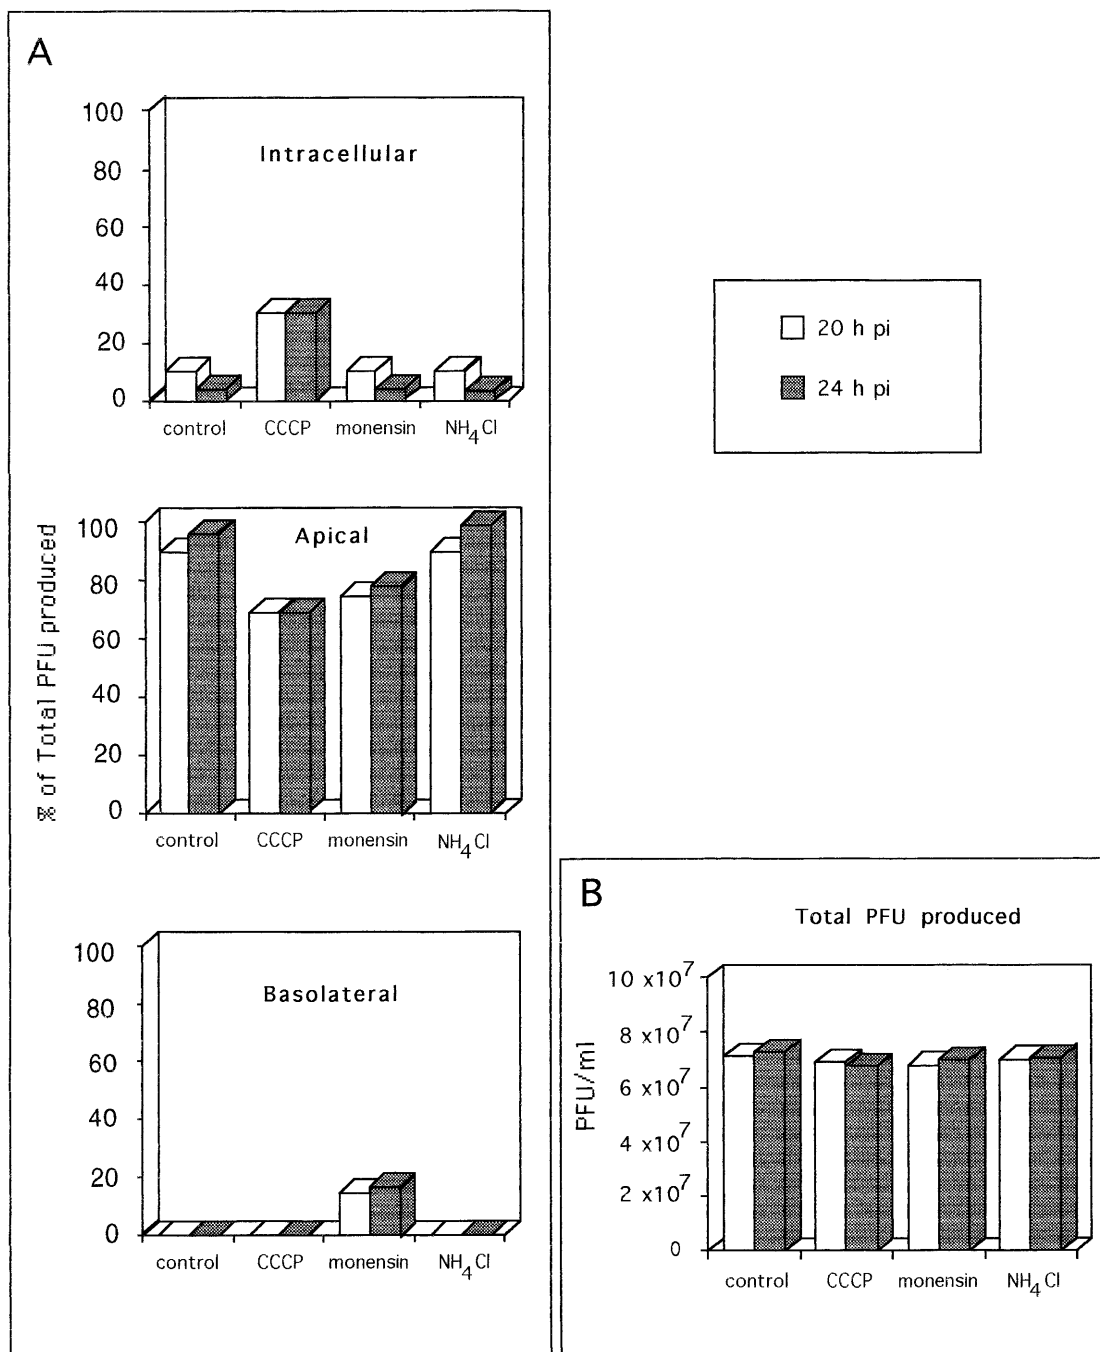 A
Intracellular
100
80
60
40
20
0
control CCCP monensin NH4Cl
20 h pi
24 h pi
% of Total PFU produced
Apical
100
80
60
40
20
0
control CCCP monensin NH4Cl
Basolateral
100
80
60
40
20
0
control CCCP monensin NH4Cl
B
Total PFU produced
PFU/ml
10 x10^7
8 x10^7
6 x10^7
4 x10^7
2 x10^7
0
control CCCP monensin NH4Cl